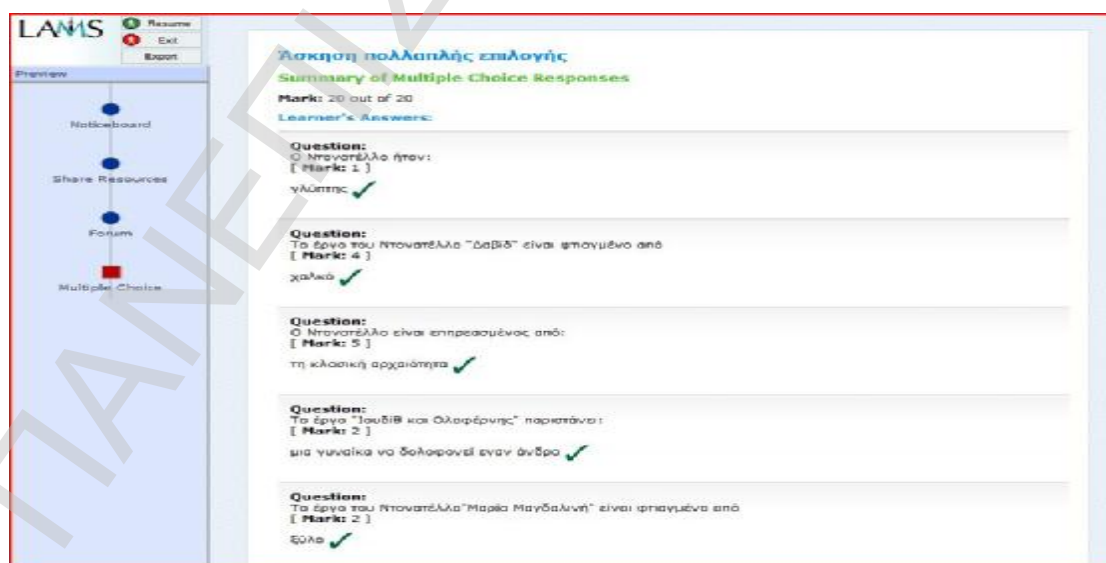 LAMS
Resume
Exit
Export
Preview
Noticeboard
Share Resources
Forum
Multiple Choice
Άσκηση πολλαπλής επιλογής
Summary of Multiple Choice Responses
Mark: 20 out of 20
Learner's Answers:
Question:
Ο Ντονατέλλο ήταν:
[ Mark: 1 ]
γλύπτης
Question:
Το έργο του Ντονατέλλο "Δαβίδ" είναι φτιαγμένο από
[ Mark: 4 ]
χαλκό
Question:
Ο Ντονατέλλο είναι επηρεασμένος από:
[ Mark: 5 ]
τη κλασική αρχαιότητα
Question:
Το έργο "Ιουδίθ και Ολοφέρνης" παριστάνει:
[ Mark: 2 ]
μια γυναίκα να δολοφονεί εναν άνδρα
Question:
Το έργο του Ντονατέλλο"Μαρία Μαγδαλινή" είναι φτιαγμένο από
[ Mark: 2 ]
ξύλο
ΠΑΝΕΠΙΣ